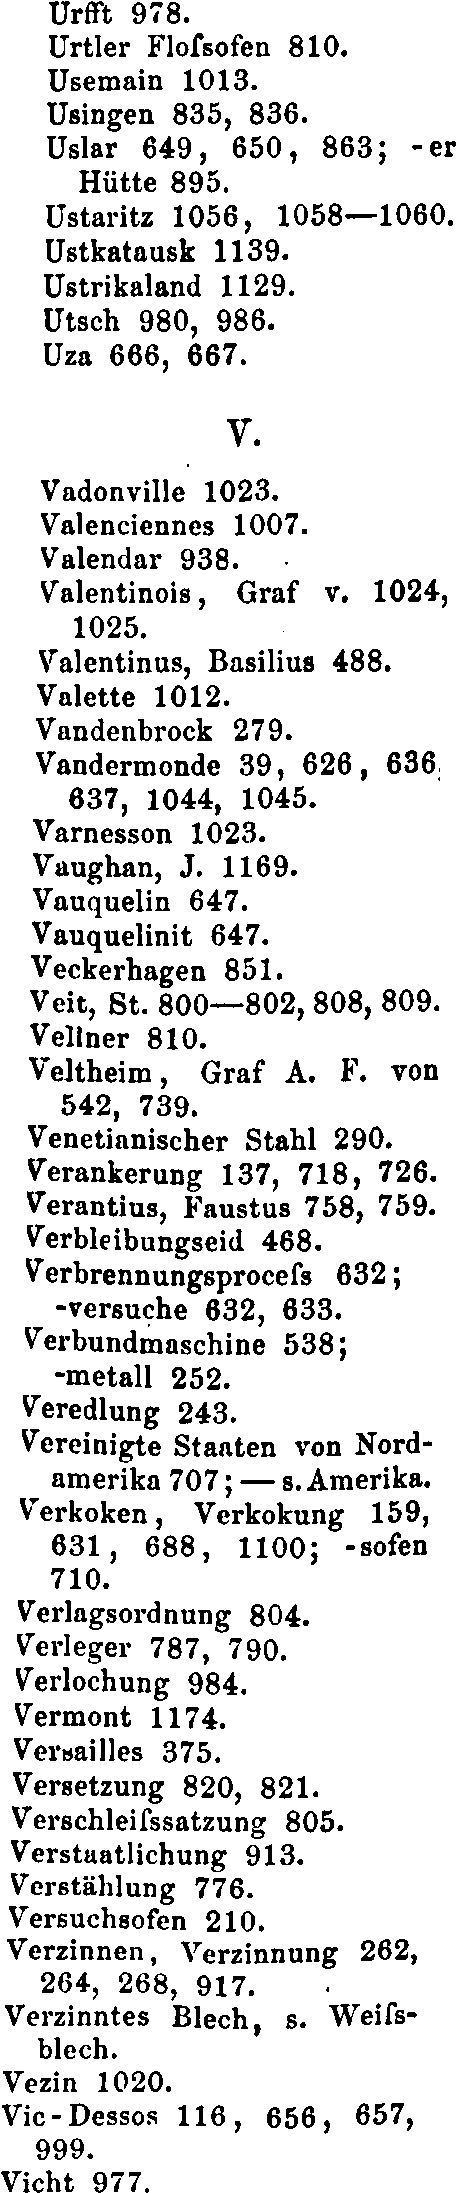 Urfft 978.
Urtler Floſsofen 810.
Usemain 1013.
Usingen 835, 836.
Uslar 649, 650, 863; -er
Hütte 895.
Ustaritz 1056, 1058—1060.
Ustkatausk 1139.
Ustrikaland 1129.
Utsch 980, 986.
Uza 666, 667.
V.
Vadonville 1023.
Valenciennes 1007.
Valendar 938.
Valentinois, Graf v. 1024,
1025.
Valentinus, Basilius 488.
Valette 1012.
Vandenbrock 279.
Vandermonde 39, 626, 636,
637, 1044, 1045.
Varnesson 1023.
Vaughan, J. 1169.
Vauquelin 647.
Vauquelinit 647.
Veckerhagen 851.
Veit, St. 800—802, 808, 809.
Vellner 810.
Veltheim, Graf A. F. von
542, 739.
Venetianischer Stahl 290.
Verankerung 137, 718, 726.
Verantius, Faustus 758, 759.
Verbleibungseid 468.
Verbrennungsproceſs 632;
-versuche 632, 633.
Verbundmaschine 538;
-metall 252.
Veredlung 243.
Vereinigte Staaten von Nord-
amerika 707; — s. Amerika.
Verkoken, Verkokung 159,
631, 688, 1100; -sofen
710.
Verlagsordnung 804.
Verleger 787, 790.
Verlochung 984.
Vermont 1174.
Versailles 375.
Versetzung 820, 821.
Verschleiſssatzung 805.
Verstaatlichung 913.
Verstählung 776.
Versuchsofen 210.
Verzinnen, Verzinnung 262,
264, 268, 917.
Verzinntes Blech, s. Weiſs-
blech.
Vezin 1020.
Vic-Dessos 116, 656, 657,
999.
Vicht 977.